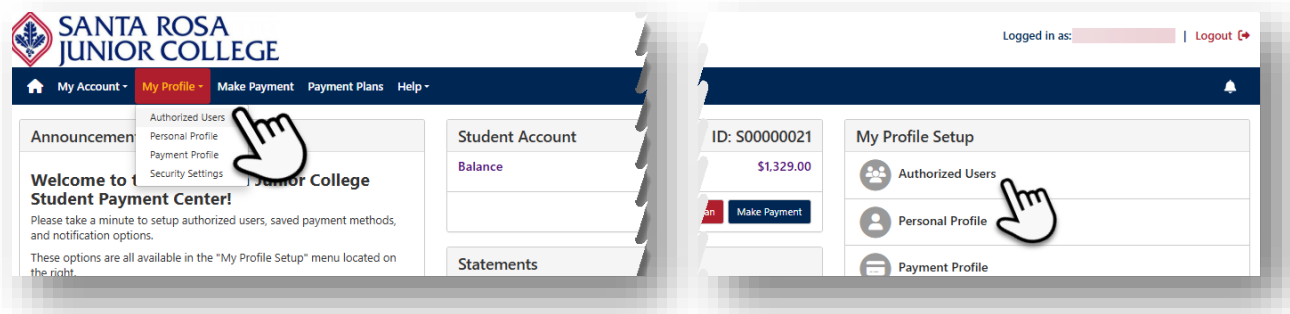 SANTA ROSA
JUNIOR COLLEGE
My Account
My Profile
Make Payment
Payment Plans
Help
Authorized Users
Personal Profile
Payment Profile
Security Settings
Announcemen
Welcome to t Junior College
Student Payment Center!
Please take a minute to setup authorized users, saved payment methods,
and notification options.
These options are all available in the "My Profile Setup" menu located on
the right.
Student Account
Balance
Statements
Logged in as:
| Logout
ID: S00000021
$1,329.00
an
Make Payment
My Profile Setup
Authorized Users
Personal Profile
Payment Profile